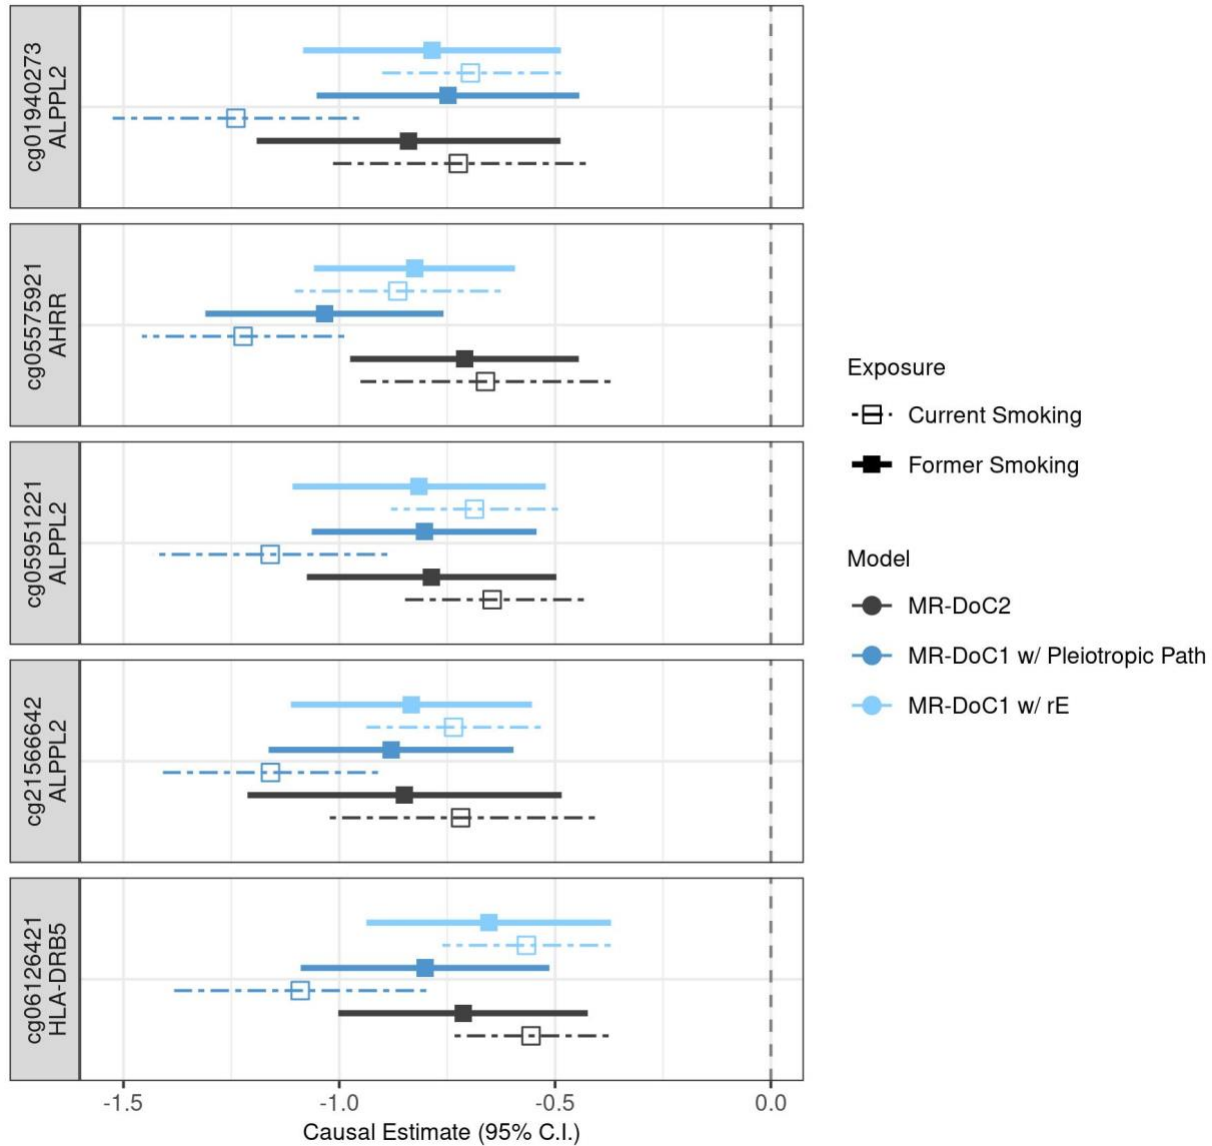 cg01940273
ALPPL2
cg05575921
AHRR
cg05951221
ALPPL2
cg21566642
ALPPL2
cg06126421
HLA-DRB5
-1.5
-1.0
-0.5
0.0
Causal Estimate (95% C.I.)
Exposure
Current Smoking
Former Smoking
Model
MR-DoC2
MR-DoC1 w/ Pleiotropic Path
MR-DoC1 w/ rE